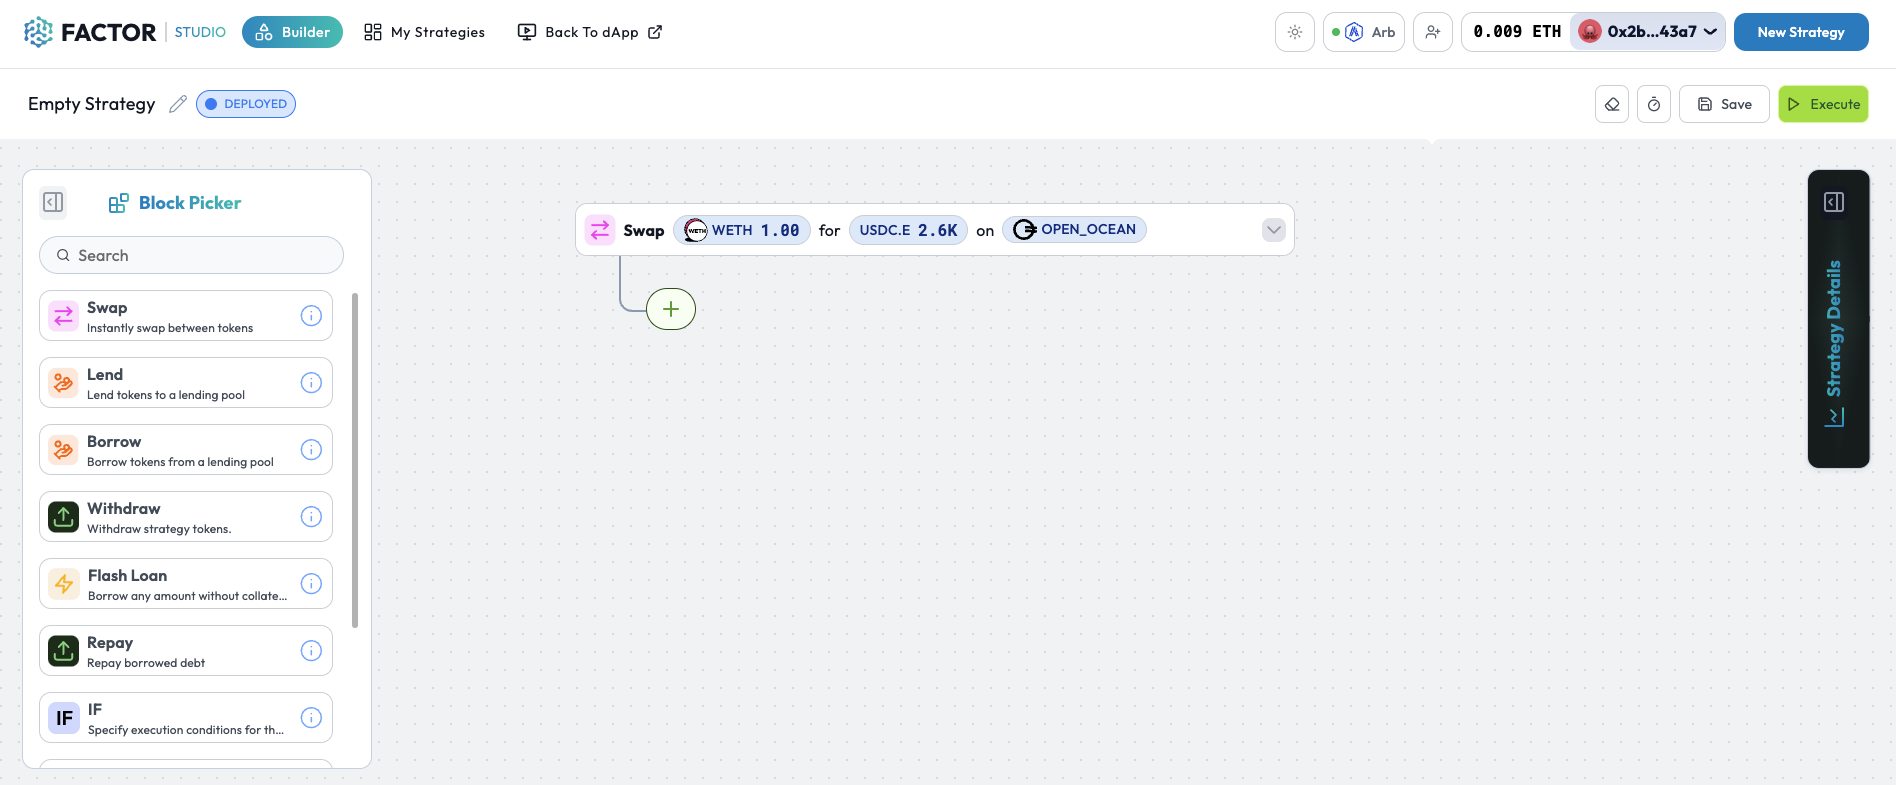 FACTOR STUDIO Builder My Strategies Back To dApp Arb 0.009 ETH 0x2b...43a7 New Strategy
Empty Strategy DEPLOYED Save Execute
Block Picker
Search
Swap
Instantly swap between tokens
Lend
Lend tokens to a lending pool
Borrow
Borrow tokens from a lending pool
Withdraw
Withdraw strategy tokens.
Flash Loan
Borrow any amount without collate...
Repay
Repay borrowed debt
IF
IF
Specify execution conditions for th...
Swap WETH WETH 1.00 for USDC.E 2.6K on OPEN_OCEAN
Strategy Details